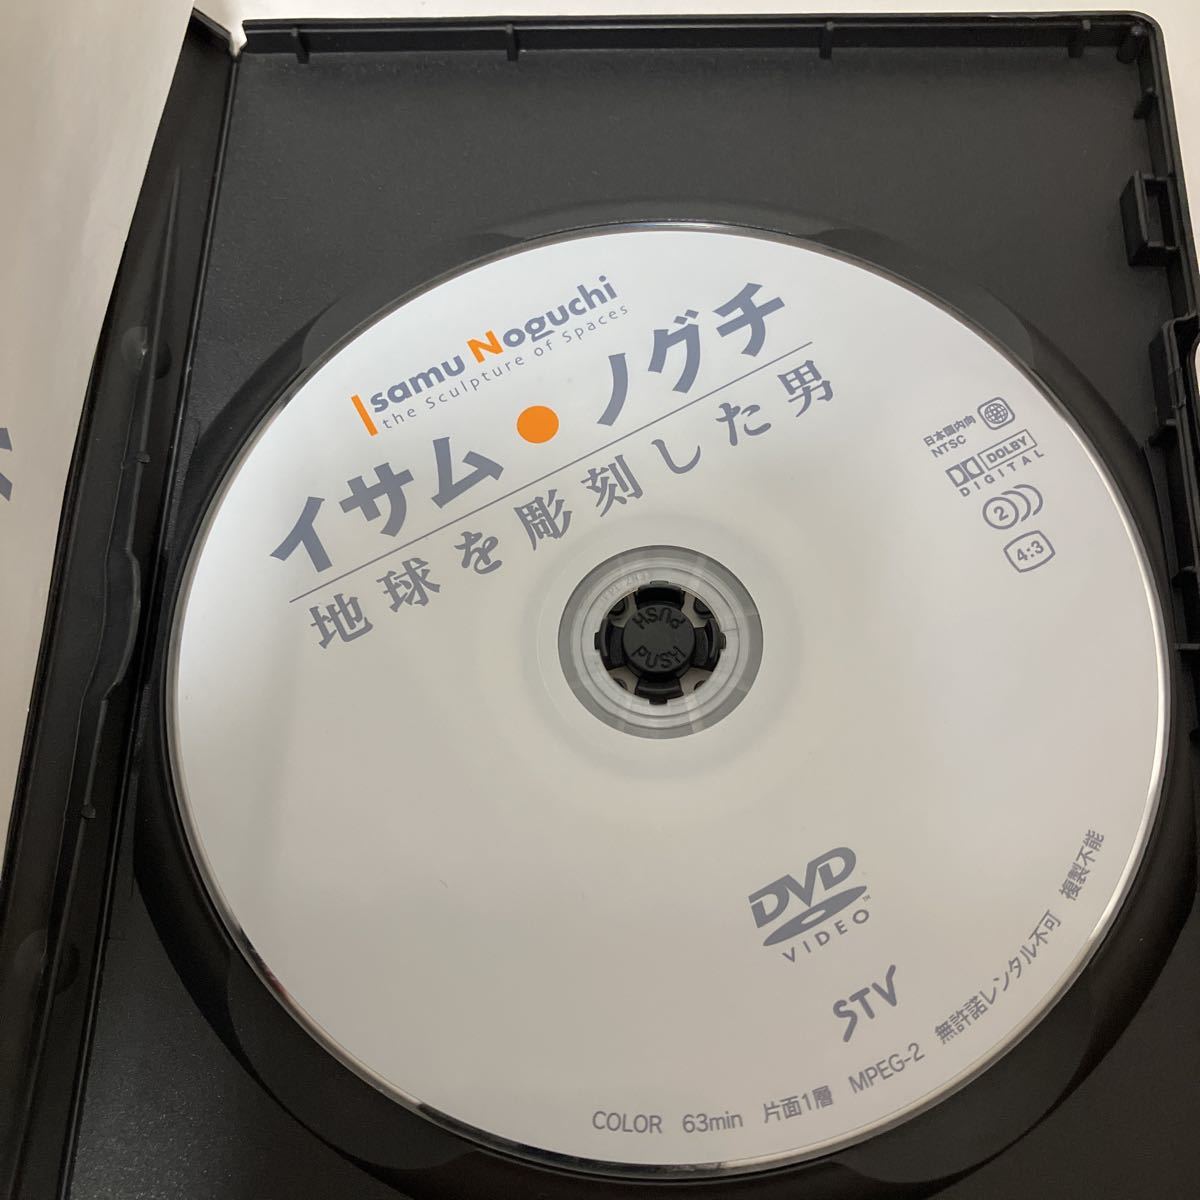 Isamu Noguchi
the Sculpture of Spaces
イサム・ノグチ
地球を彫刻した男
日本国内向
NTSC
DOLBY
DIGITAL
2
4:3
PUSH
PUSH
DVD
VIDEO
TM
STV
COLOR 63min 片面1層 MPEG-2 無許諾レンタル不可 複製不能